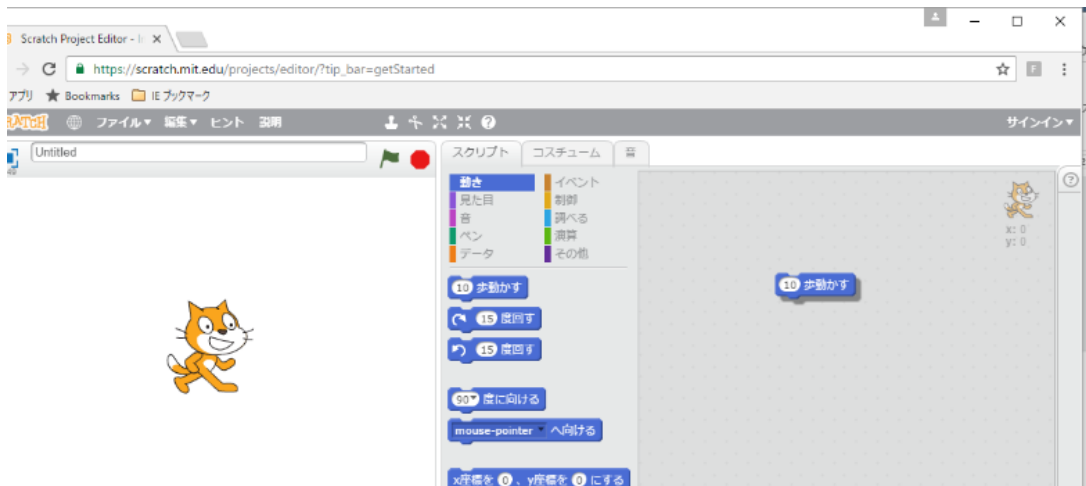 Scratch Project Editor - I
https://scratch.mit.edu/projects/editor/?tip_bar=getStarted
F
アプリ Bookmarks IE ブックマーク
ファイル 編集 ヒント 説明
サインイン
Untitled
スクリプト コスチューム 音
動き イベント
見た目 制御
音 調べる
ペン 演算
データ その他
x: 0
y: 0
10 歩動かす
10 歩動かす
15 度回す
15 度回す
90 度に向ける
mouse-pointer へ向ける
x座標を 0 、y座標を 0 にする